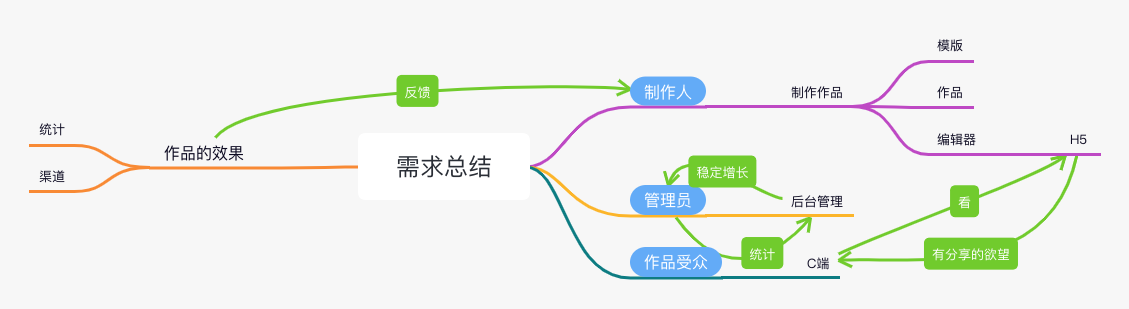 模版
反馈
制作人
制作作品
作品
统计
作品的效果
需求总结
编辑器
H5
渠道
稳定增长
管理员
后台管理
看
统计
有分享的欲望
作品受众
C端